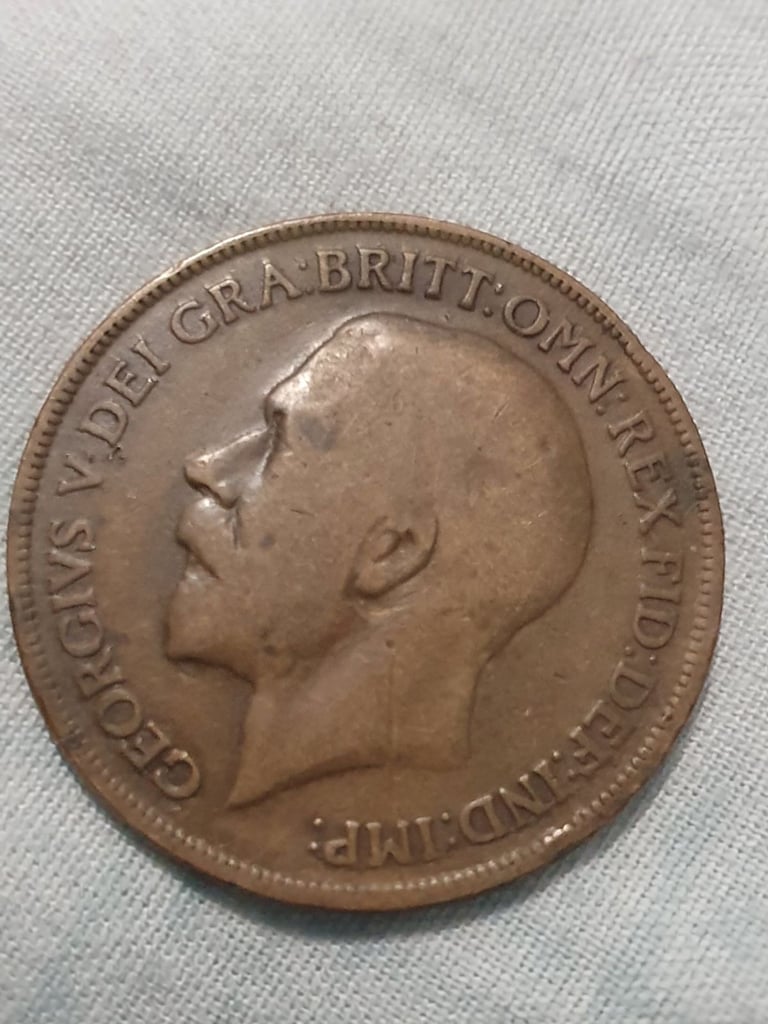 GEORGIVS V DEI GRA:BRITT:OMN:REX FID:DEF:IND:IMP: